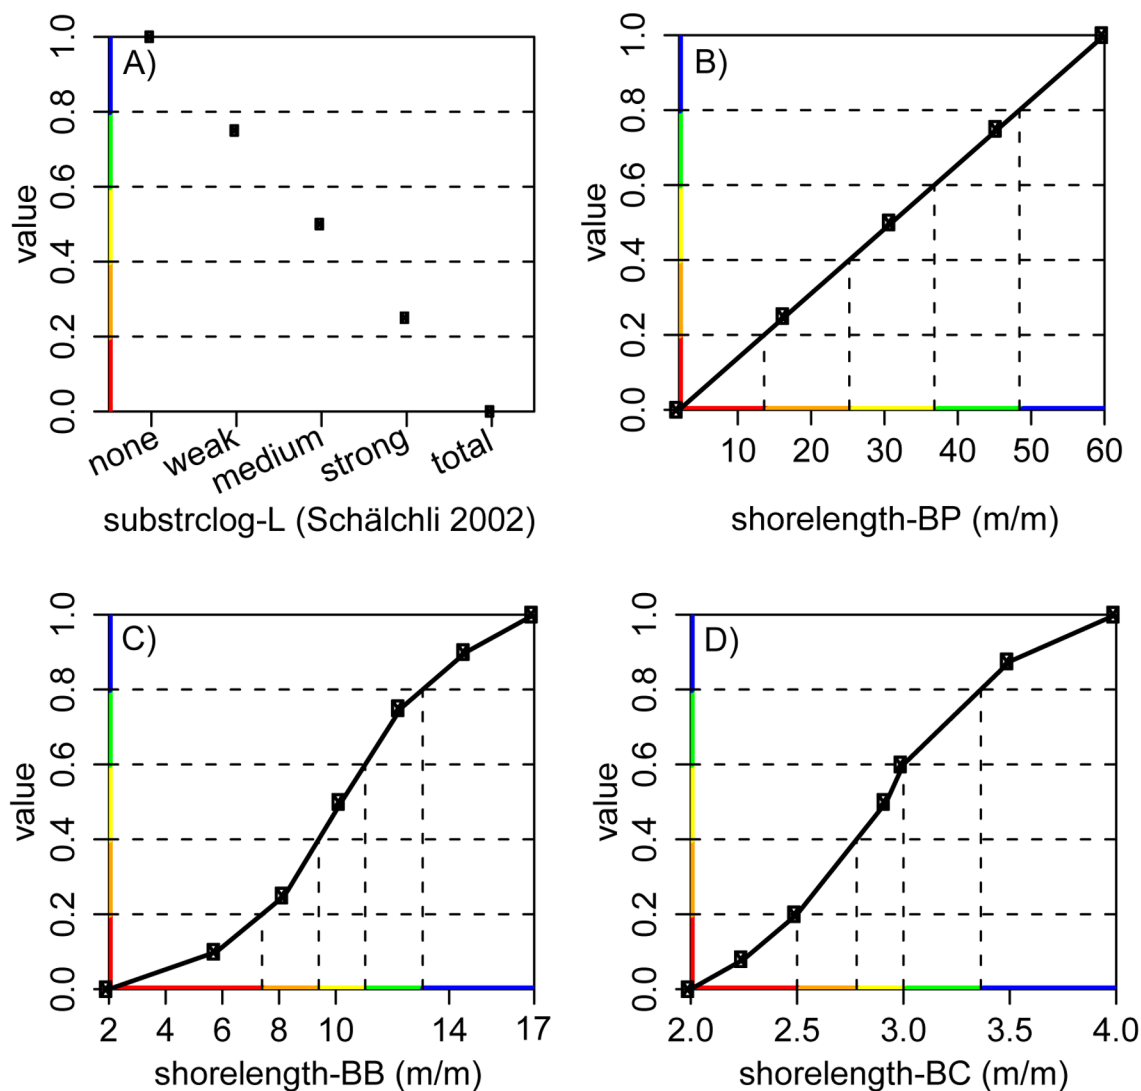 A)
value
0.0 0.2 0.4 0.6 0.8 1.0
none weak medium strong total
substrclog-L (Schälchli 2002)
B)
value
0.0 0.2 0.4 0.6 0.8 1.0
10 20 30 40 50 60
shorelength-BP (m/m)
C)
value
0.0 0.2 0.4 0.6 0.8 1.0
2 4 6 8 10 14 17
shorelength-BB (m/m)
D)
value
0.0 0.2 0.4 0.6 0.8 1.0
2.0 2.5 3.0 3.5 4.0
shorelength-BC (m/m)